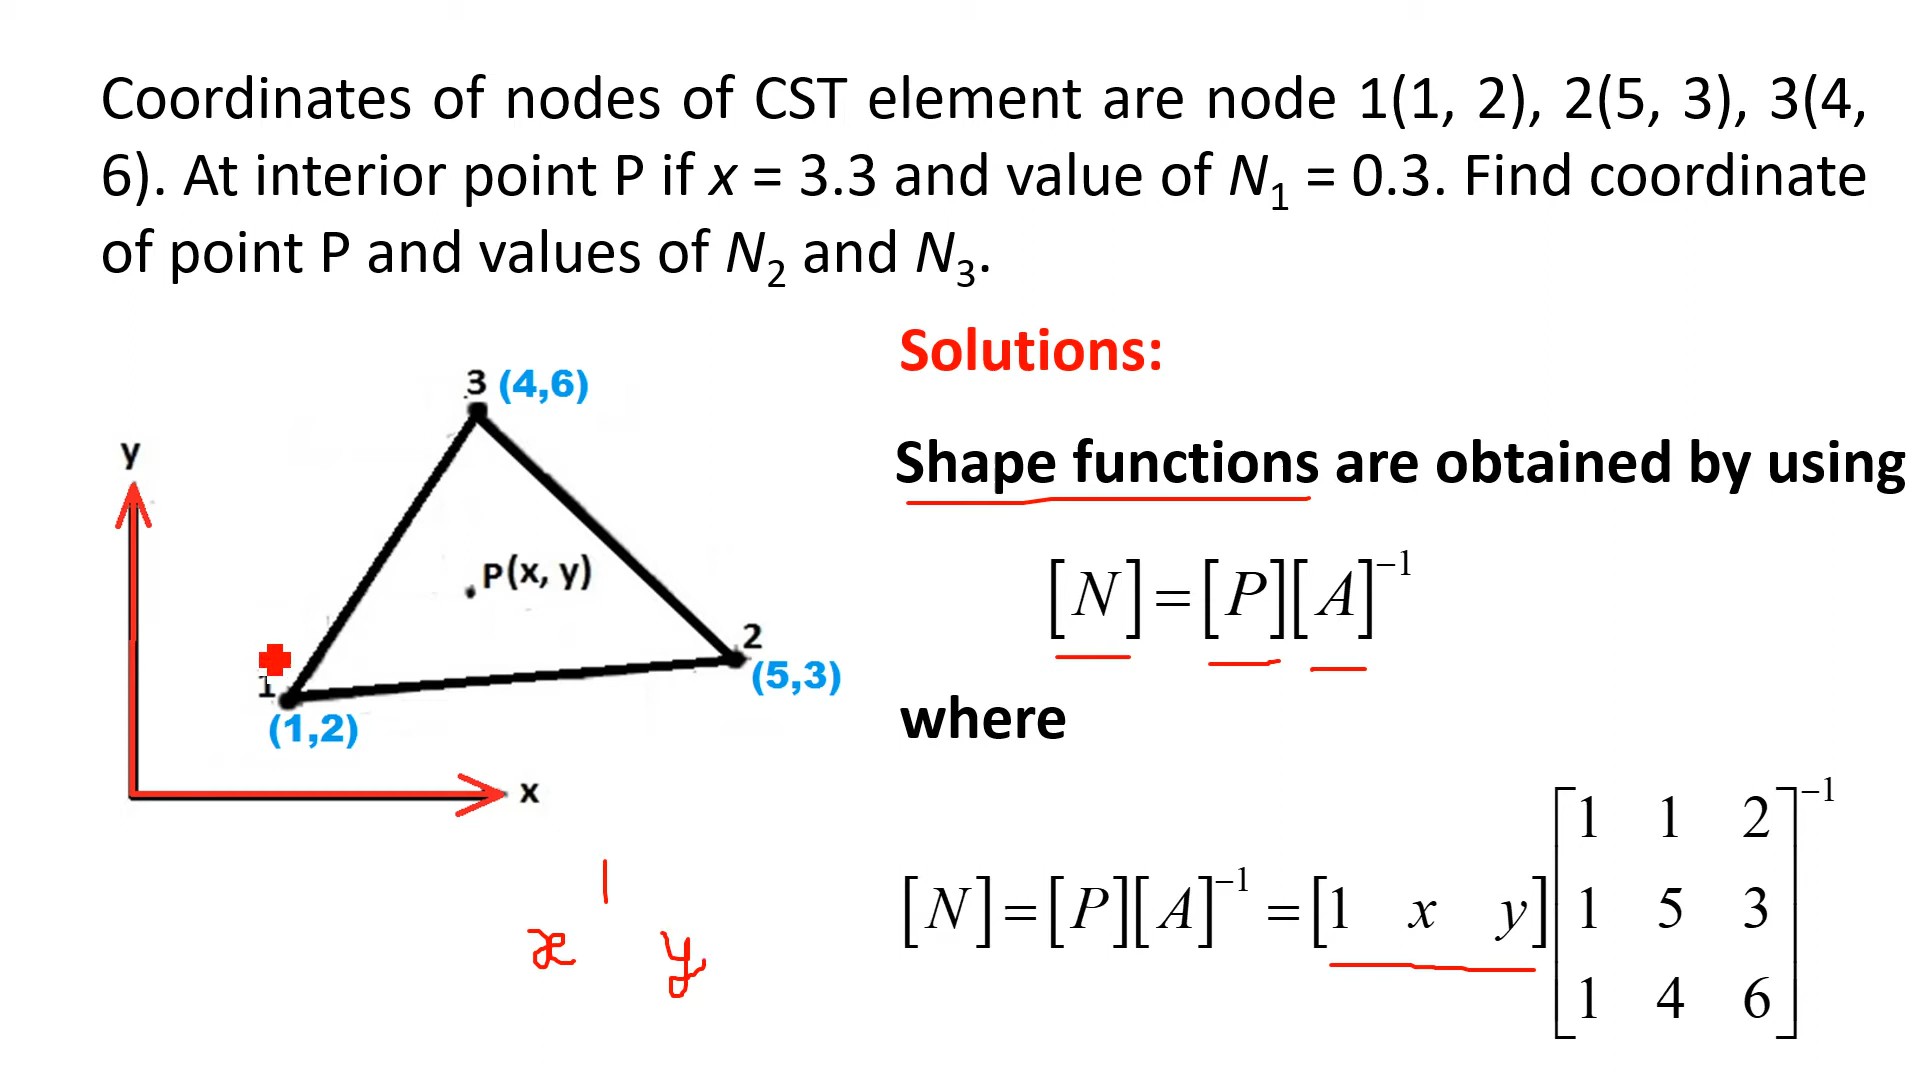 Coordinates of nodes of CST element are node 1(1, 2), 2(5, 3), 3(4,
6). At interior point P if x = 3.3 and value of N₁ = 0.3. Find coordinate
of point P and values of N₂ and N₃.
Solutions:
Shape functions are obtained by using
[N]=[P][A]⁻¹
where
[N]=[P][A]⁻¹=[1 x y][1 1 2
1 5 3
1 4 6]⁻¹
3 (4,6)
y
P(x, y)
2
(5,3)
1
(1,2)
x
1
x y